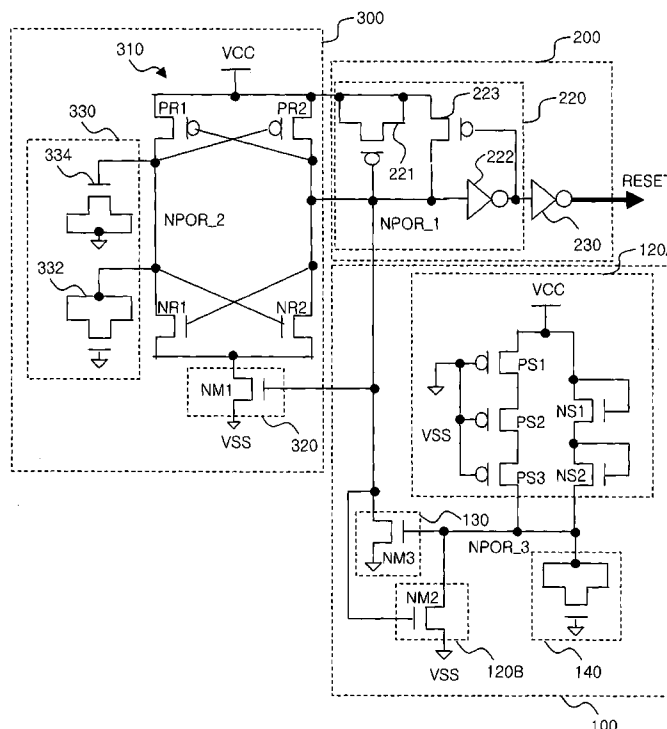 300
310
VCC
200
PR1
PR2
223
220
330
334
221
222
RESET
NPOR_2
NPOR_1
230
332
120A
VCC
NR1
NR2
PS1
NM1
NS1
VSS
PS2
VSS
320
PS3
NS2
130
NPOR_3
NM3
NM2
VSS
120B
140
100